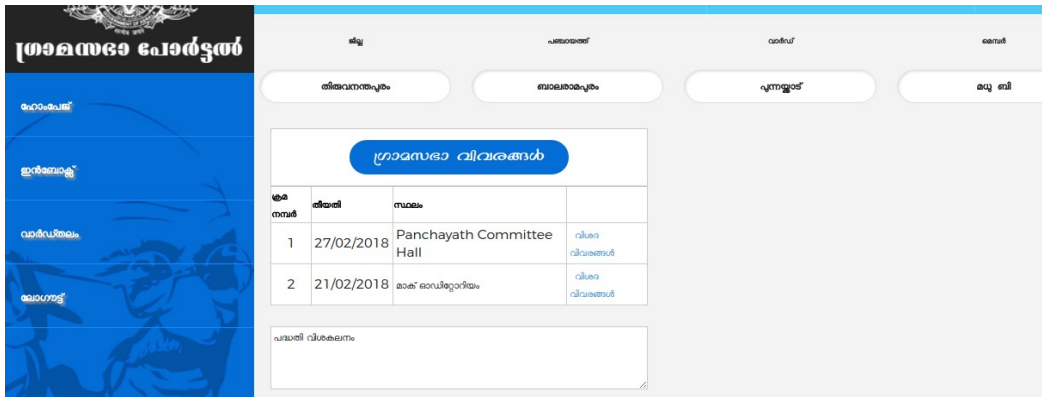 ഗ്രാമസഭാ പോർട്ടൽ
ഹോംപേജ്
ഇൻബോക്സ്
വാർഡ്തലം
ലോഗൗട്ട്
ജില്ല പഞ്ചായത്ത് വാർഡ് മെമ്പർ
തിരുവനന്തപുരം ബാലരാമപുരം പുന്നയ്ക്കാട് മധു ബി
ഗ്രാമസഭാ വിവരങ്ങൾ
ക്രമ
നമ്പർ തീയതി സ്ഥലം
1 27/02/2018 Panchayath Committee
Hall
വിശദ
വിവരങ്ങൾ
2 21/02/2018 മാക് ഓഡിറ്റോറിയം
വിശദ
വിവരങ്ങൾ
പദ്ധതി വിശകലനം